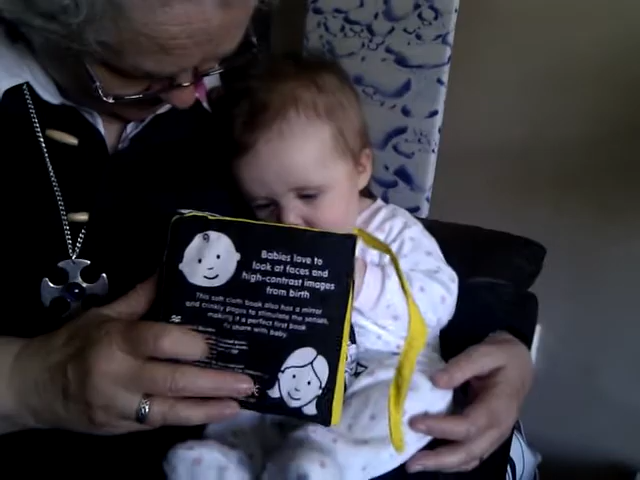 Babies love to
look at faces and
high-contrast images
from birth
This soft cloth book also has a mirror
and crinkly pages to stimulate the senses,
making it a perfect first book
to share with baby.